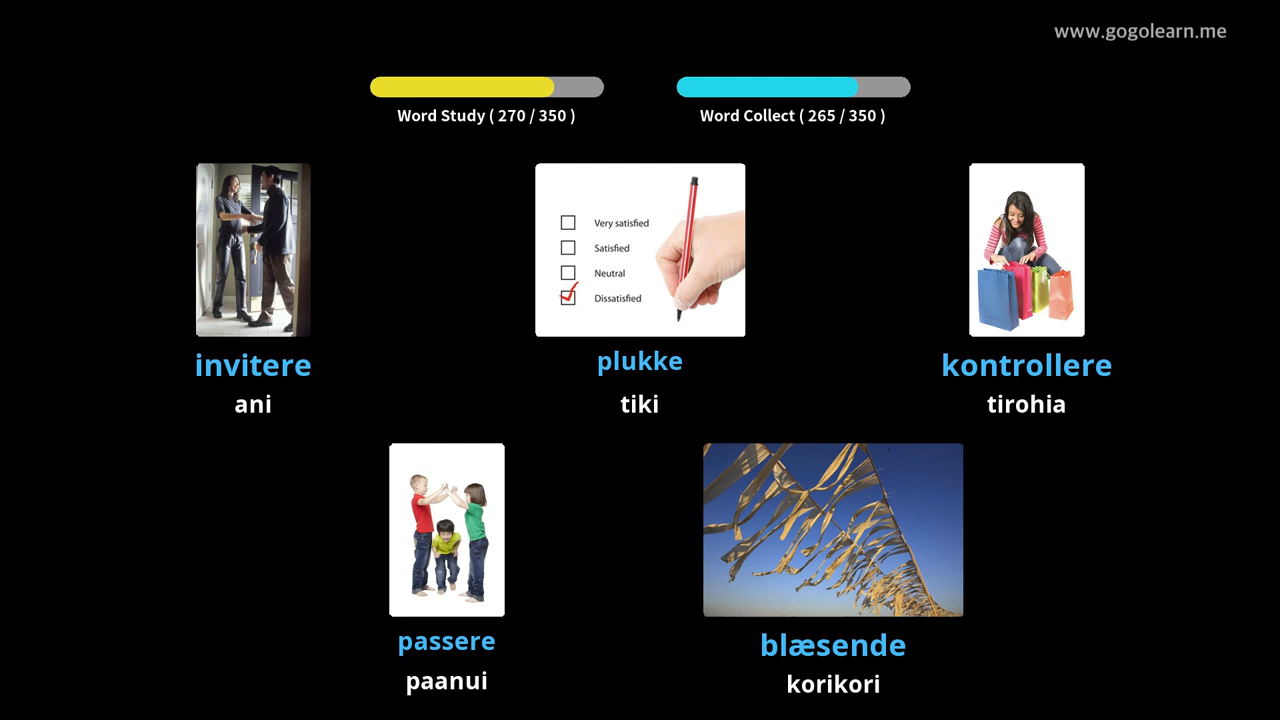 www.gogolearn.me
Word Study ( 270 / 350 )
Word Collect ( 265 / 350 )
Very satisfied
Satisfied
Neutral
Dissatisfied
invitere
plukke
kontrollere
ani
tiki
tirohia
passere
blæsende
paanui
korikori